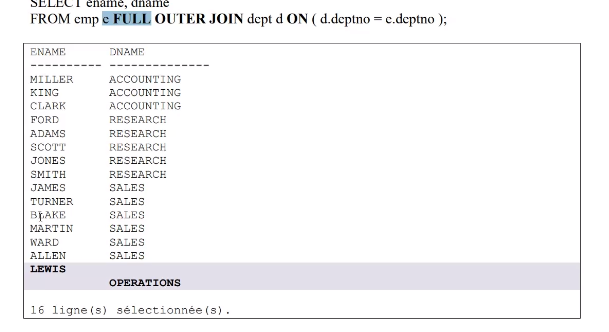 SELECT ename, dname
FROM emp e FULL OUTER JOIN dept d ON ( d.deptno = e.deptno );
ENAME DNAME
---------- --------------
MILLER ACCOUNTING
KING ACCOUNTING
CLARK ACCOUNTING
FORD RESEARCH
ADAMS RESEARCH
SCOTT RESEARCH
JONES RESEARCH
SMITH RESEARCH
JAMES SALES
TURNER SALES
BLAKE SALES
MARTIN SALES
WARD SALES
ALLEN SALES
LEWIS
OPERATIONS
16 ligne(s) sélectionnée(s).